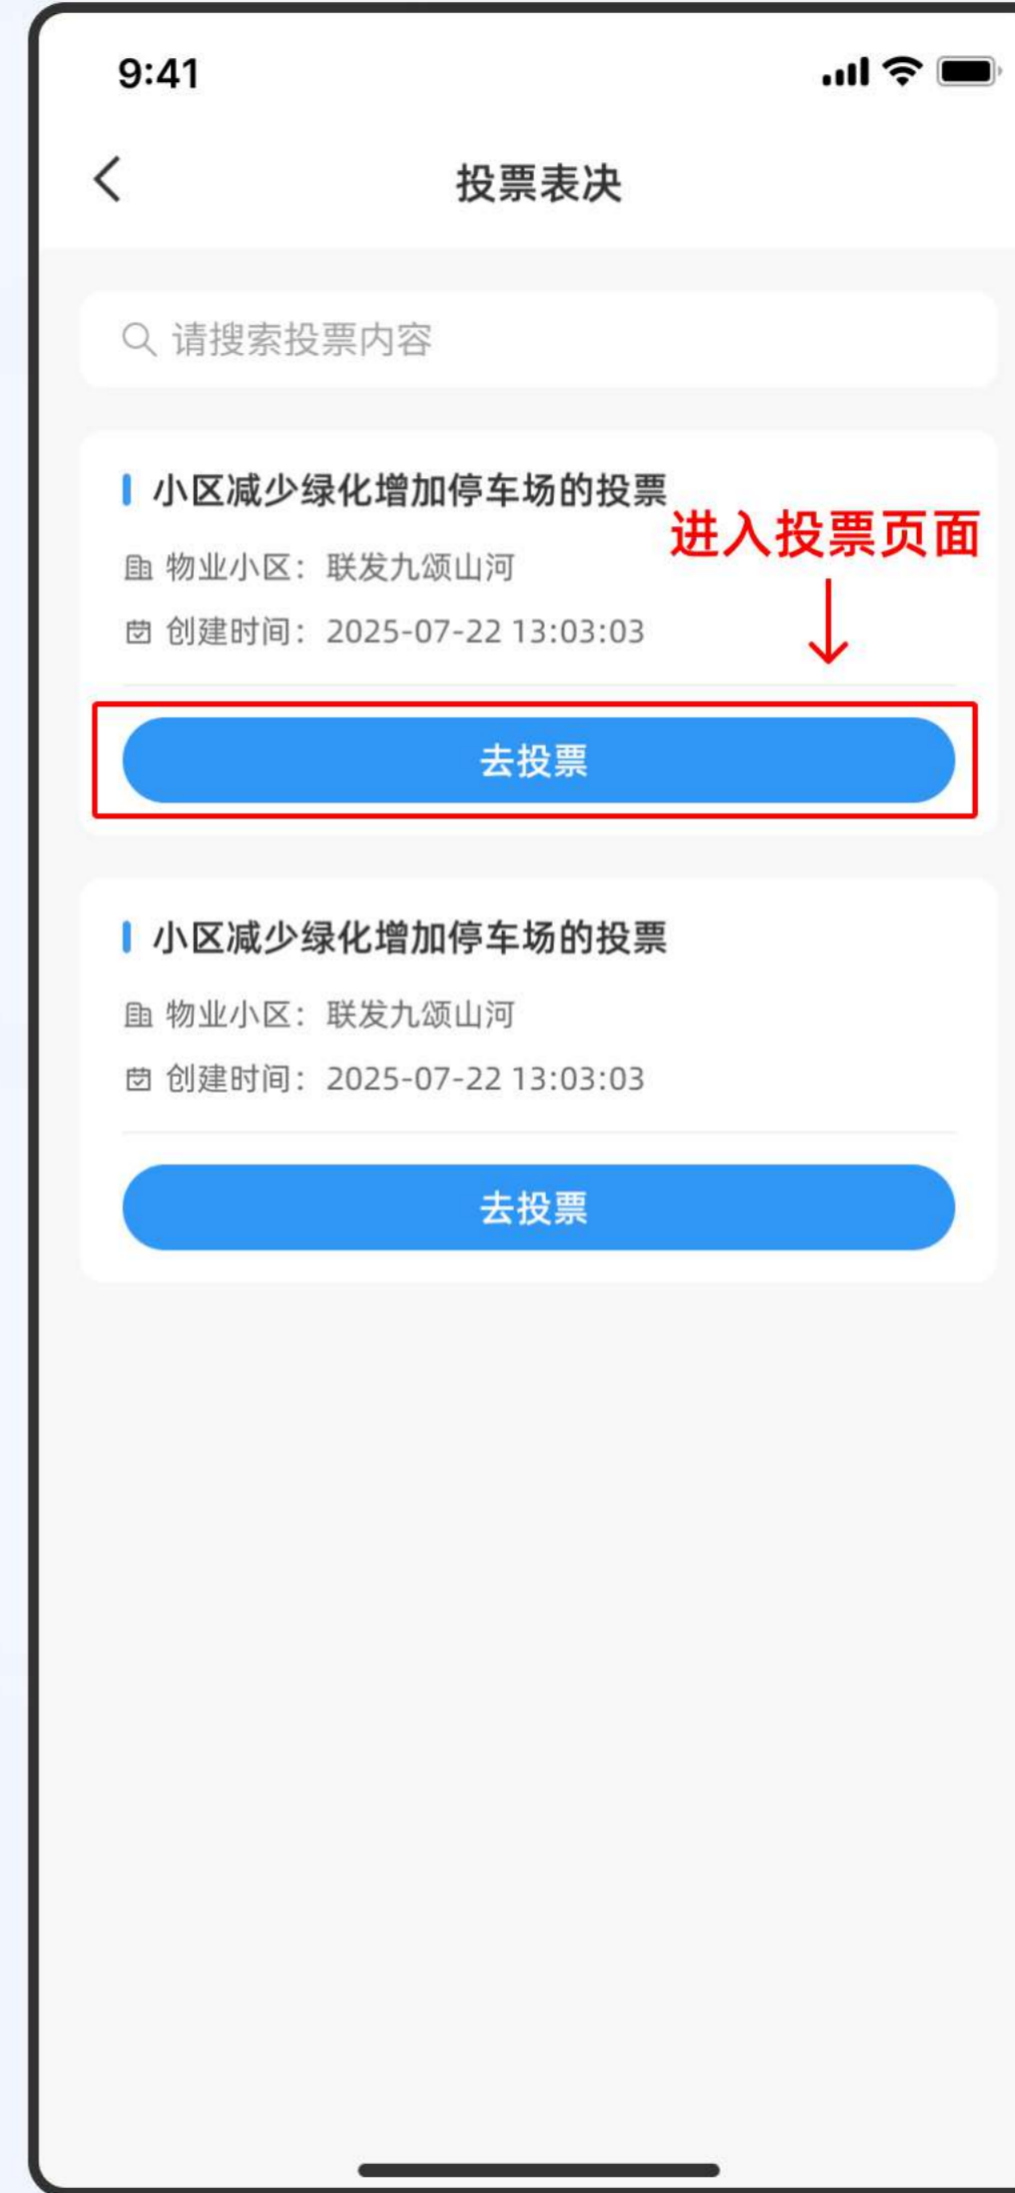 9:41
投票表决
请搜索投票内容
小区减少绿化增加停车场的投票
进入投票页面
物业小区：联发九颂山河
创建时间：2025-07-22 13:03:03
去投票
小区减少绿化增加停车场的投票
物业小区：联发九颂山河
创建时间：2025-07-22 13:03:03
去投票